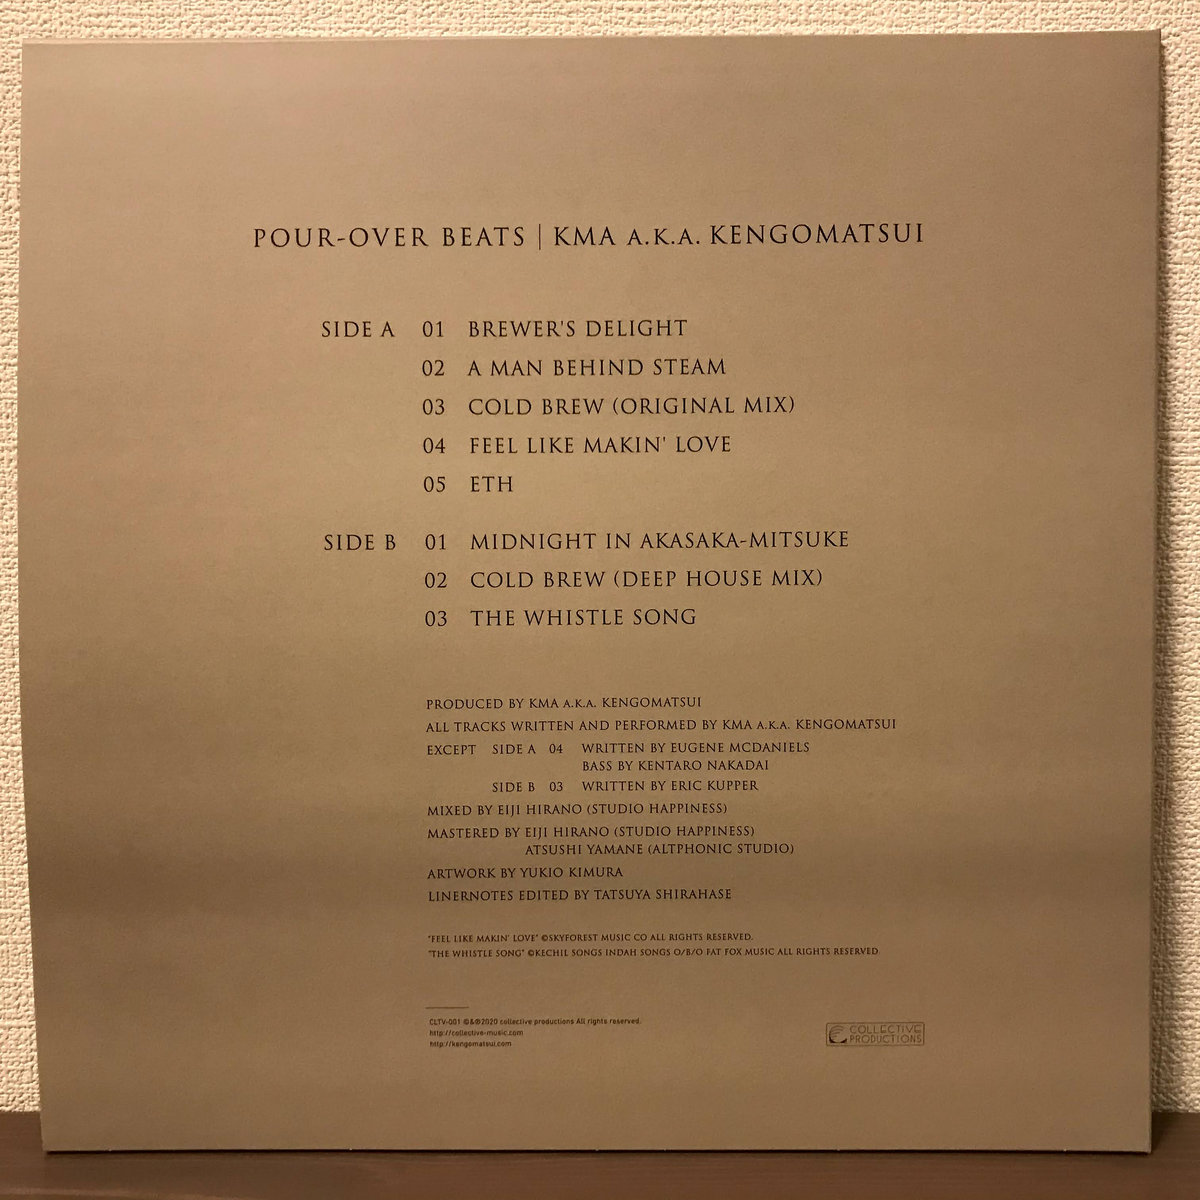 POUR-OVER BEATS | KMA A.K.A. KENGOMATSUI
SIDE A 01 BREWER'S DELIGHT
02 A MAN BEHIND STEAM
03 COLD BREW (ORIGINAL MIX)
04 FEEL LIKE MAKIN' LOVE
05 ETH
SIDE B 01 MIDNIGHT IN AKASAKA-MITSUKE
02 COLD BREW (DEEP HOUSE MIX)
03 THE WHISTLE SONG
PRODUCED BY KMA A.K.A. KENGOMATSUI
ALL TRACKS WRITTEN AND PERFORMED BY KMA A.K.A. KENGOMATSUI
EXCEPT SIDE A 04 WRITTEN BY EUGENE MCDANIELS
BASS BY KENTARO NAKADAI
SIDE B 03 WRITTEN BY ERIC KUPPER
MIXED BY EIJI HIRANO (STUDIO HAPPINESS)
MASTERED BY EIJI HIRANO (STUDIO HAPPINESS)
ATSUSHI YAMANE (ALTPHONIC STUDIO)
ARTWORK BY YUKIO KIMURA
LINERNOTES EDITED BY TATSUYA SHIRAHASE
"FEEL LIKE MAKIN' LOVE" ©SKYFOREST MUSIC CO ALL RIGHTS RESERVED.
"THE WHISTLE SONG" ©KECHIL SONGS INDAH SONGS O/B/O FAT FOX MUSIC ALL RIGHTS RESERVED
CLTV-001 ©&℗2020 collective productions All rights reserved.
http://collective-music.com
http://kengomatsui.com
COLLECTIVE
PRODUCTIONS